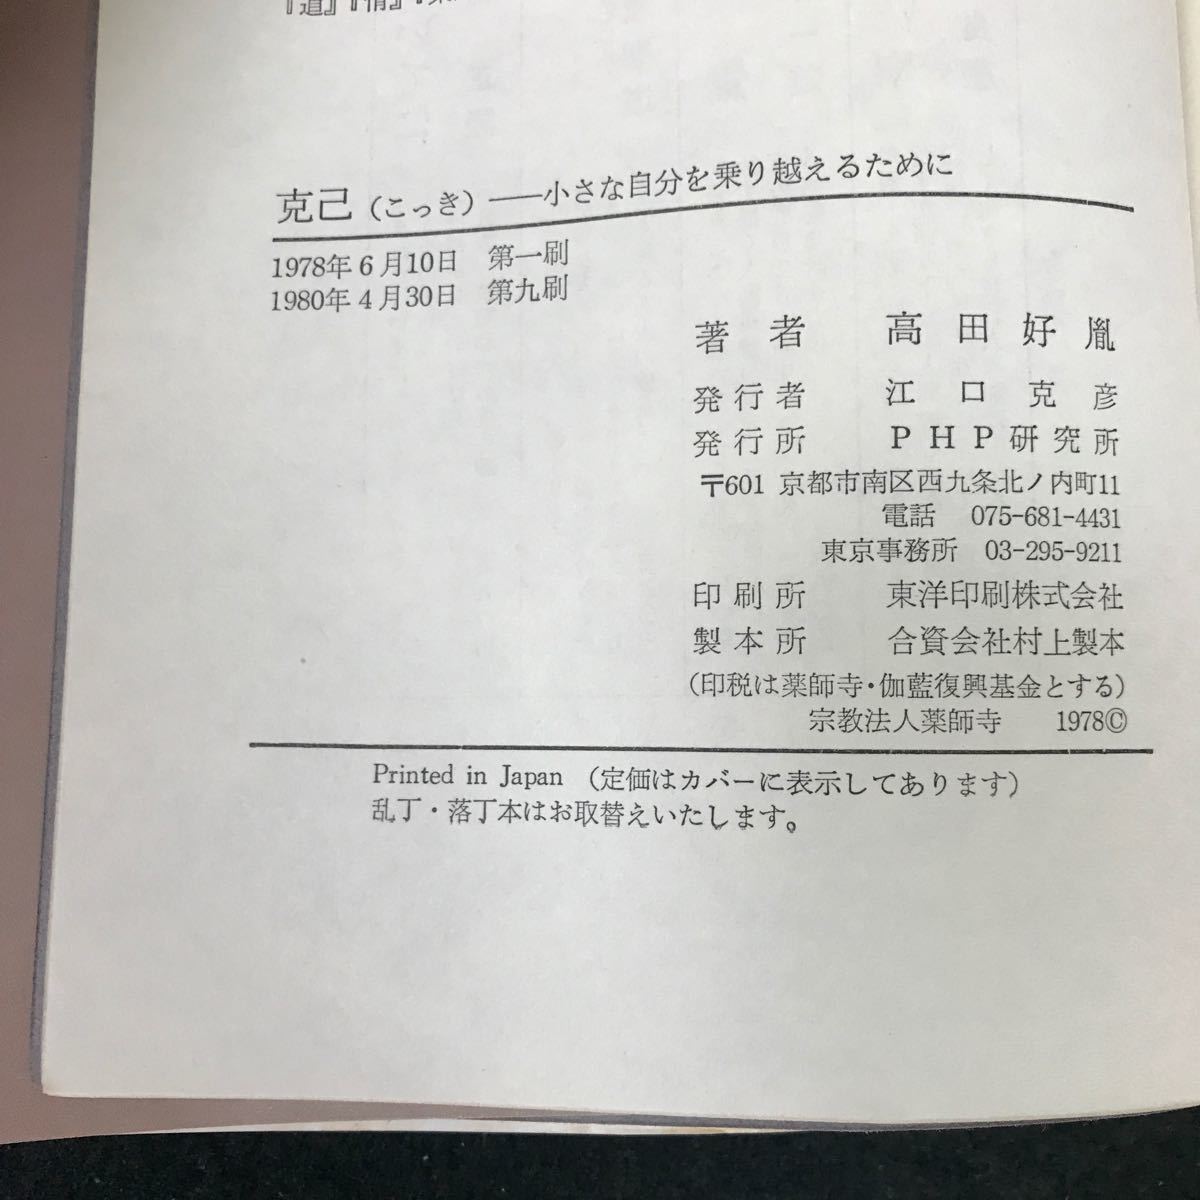 『道』『情』
克己（こっき）――小さな自分を乗り越えるために
1978年6月10日　第一刷
1980年4月30日　第九刷
著者　高田好胤
発行者　江口克彦
発行所　PHP研究所
〒601 京都市南区西九条北ノ内町11
電話　075-681-4431
東京事務所　03-295-9211
印刷所　東洋印刷株式会社
製本所　合資会社村上製本
（印税は薬師寺・伽藍復興基金とする）
宗教法人薬師寺　1978©
Printed in Japan　（定価はカバーに表示してあります）
乱丁・落丁本はお取替えいたします。